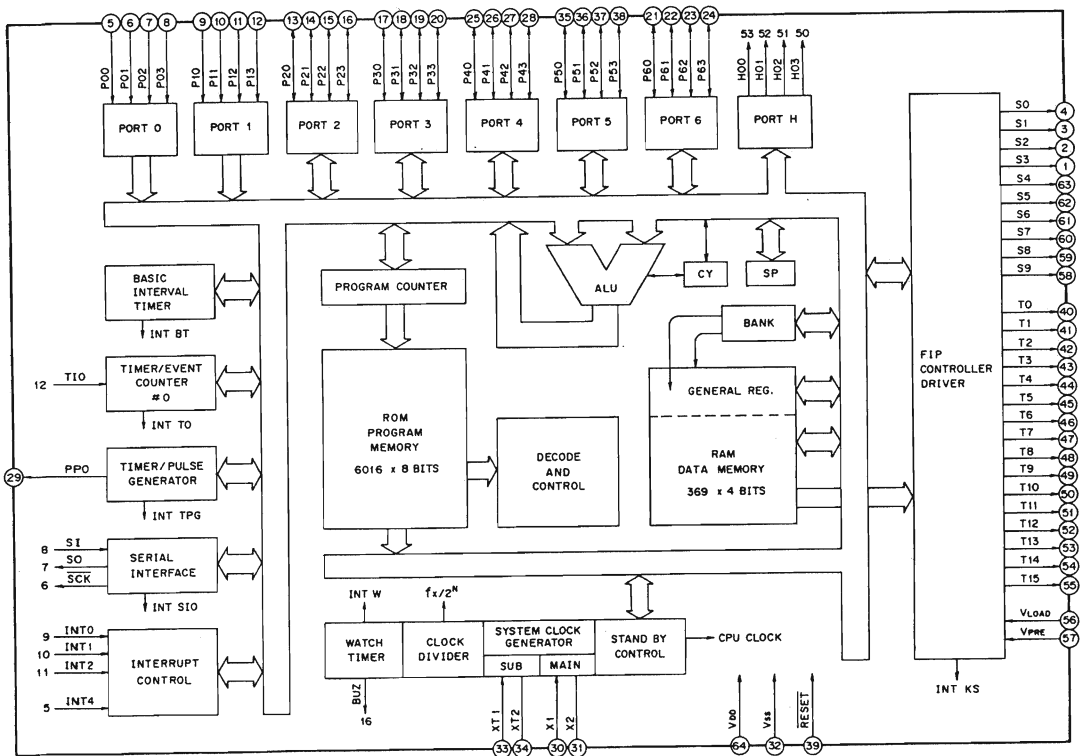 5 6 7 8 9 10 11 12 13 14 15 16 17 18 19 20 25 26 27 28 35 36 37 38 21 22 23 24 53 52 51 50
P00 P01 P02 P03 P10 P11 P12 P13 P20 P21 P22 P23 P30 P31 P32 P33 P40 P41 P42 P43 P50 P51 P52 P53 P60 P61 P62 P63 H00 H01 H02 H03
PORT 0 PORT 1 PORT 2 PORT 3 PORT 4 PORT 5 PORT 6 PORT H
S0 4
S1 3
S2 2
S3 1
S4 63
S5 62
S6 61
S7 60
S8 59
S9 58
T0 40
T1 41
T2 42
T3 43
T4 44
T5 45
T6 46
T7 47
T8 48
T9 49
T10 50
T11 51
T12 52
T13 53
T14 54
T15 55
VLOAD 56
VPRE 57
FIP
CONTROLLER
DRIVER
INT KS
BASIC
INTERVAL
TIMER
INT BT
12 TIO
TIMER/EVENT
COUNTER
#0
INT TO
29 PPO
TIMER/PULSE
GENERATOR
INT TPG
8 SI
7 SO
6 SCK
SERIAL
INTERFACE
INT SIO
9 INT0
10 INT1
11 INT2
5 INT4
INTERRUPT
CONTROL
PROGRAM COUNTER
ALU
CY
SP
BANK
GENERAL REG.
ROM
PROGRAM
MEMORY
6016 x 8 BITS
DECODE
AND
CONTROL
RAM
DATA MEMORY
369 x 4 BITS
INT W
fx/2ᴺ
WATCH
TIMER
CLOCK
DIVIDER
SYSTEM CLOCK
GENERATOR
SUB MAIN
STAND BY
CONTROL
CPU CLOCK
BUZ
16
XT1 XT2 X1 X2 VDD VSS RESET
33 34 30 31 64 32 39